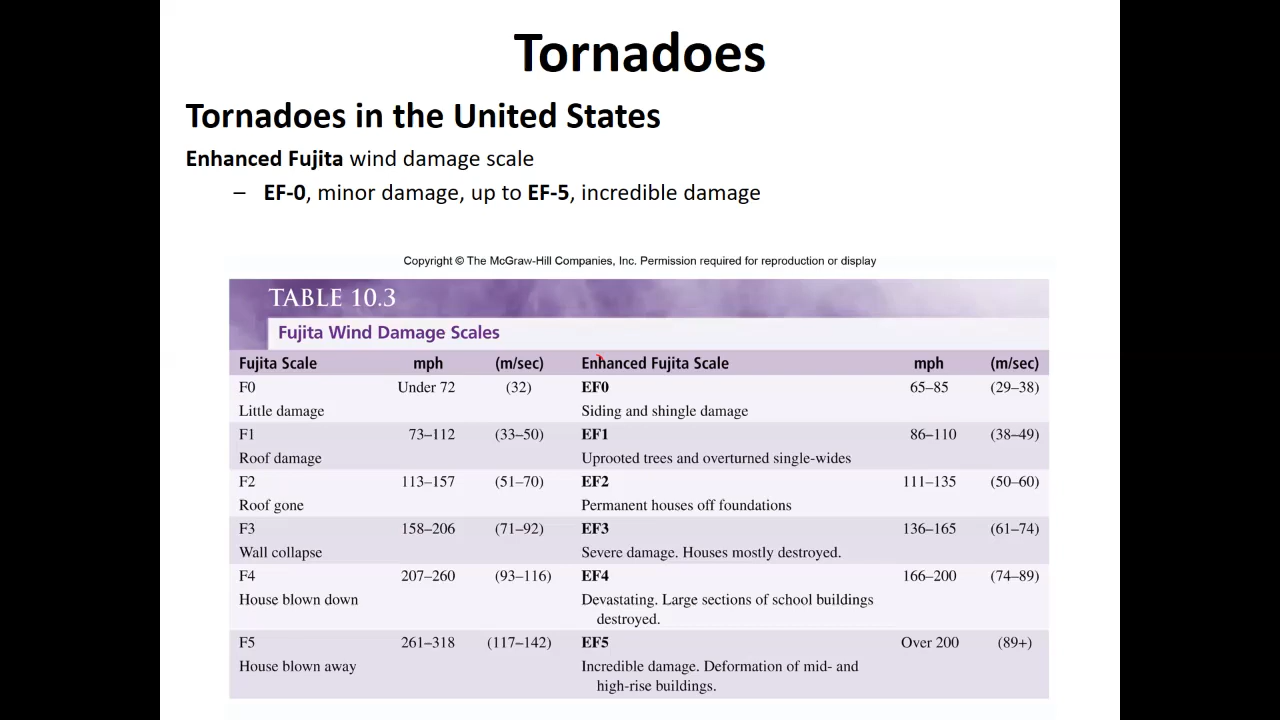 Tornadoes
Tornadoes in the United States
Enhanced Fujita wind damage scale
– EF-0, minor damage, up to EF-5, incredible damage
Copyright © The McGraw-Hill Companies, Inc. Permission required for reproduction or display
TABLE 10.3
Fujita Wind Damage Scales
Fujita Scale mph (m/sec) Enhanced Fujita Scale mph (m/sec)
F0 Under 72 (32) EF0 65–85 (29–38)
Little damage Siding and shingle damage
F1 73–112 (33–50) EF1 86–110 (38–49)
Roof damage Uprooted trees and overturned single-wides
F2 113–157 (51–70) EF2 111–135 (50–60)
Roof gone Permanent houses off foundations
F3 158–206 (71–92) EF3 136–165 (61–74)
Wall collapse Severe damage. Houses mostly destroyed.
F4 207–260 (93–116) EF4 166–200 (74–89)
House blown down Devastating. Large sections of school buildings
destroyed.
F5 261–318 (117–142) EF5 Over 200 (89+)
House blown away Incredible damage. Deformation of mid- and
high-rise buildings.